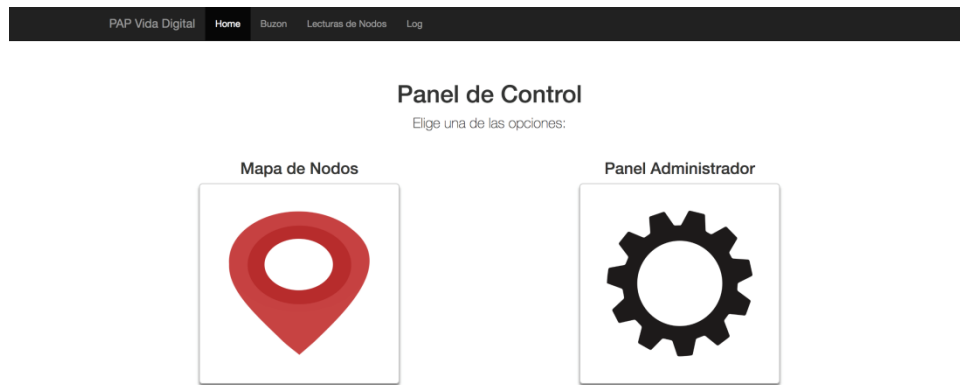 PAP Vida Digital Home Buzon Lecturas de Nodos Log
Panel de Control
Elige una de las opciones:
Mapa de Nodos Panel Administrador